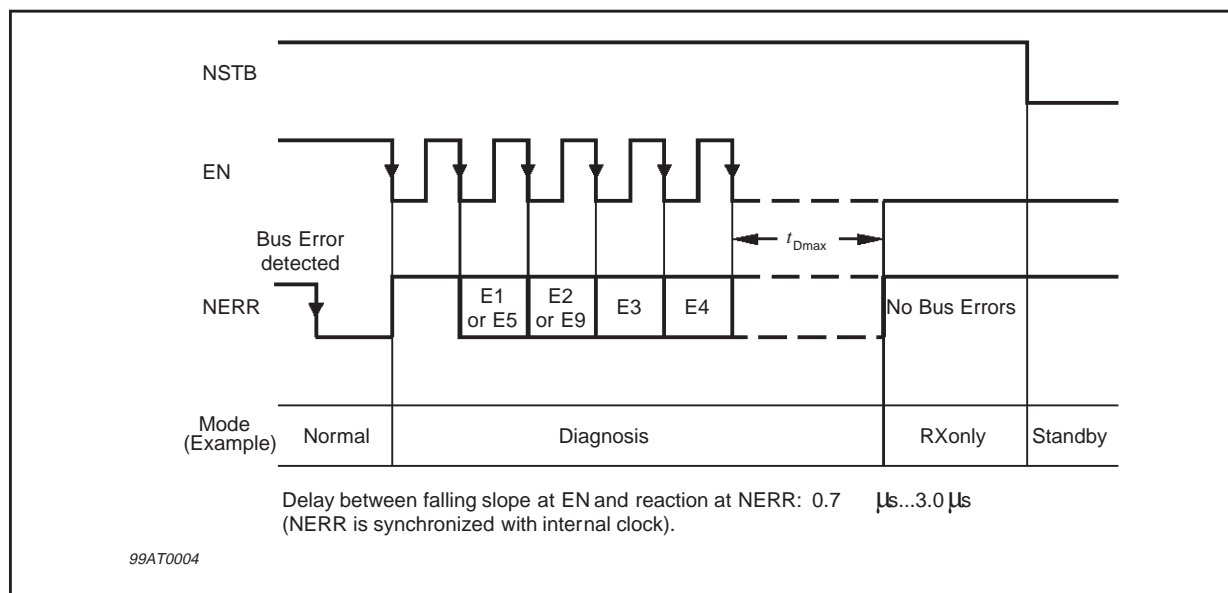 NSTB
EN
Bus Error
detected
t Dmax
NERR
E1
or E5
E2
or E9
E3
E4
No Bus Errors
Mode
(Example)
Normal
Diagnosis
RXonly
Standby
Delay between falling slope at EN and reaction at NERR: 0.7 µs...3.0 µs
(NERR is synchronized with internal clock).
99AT0004